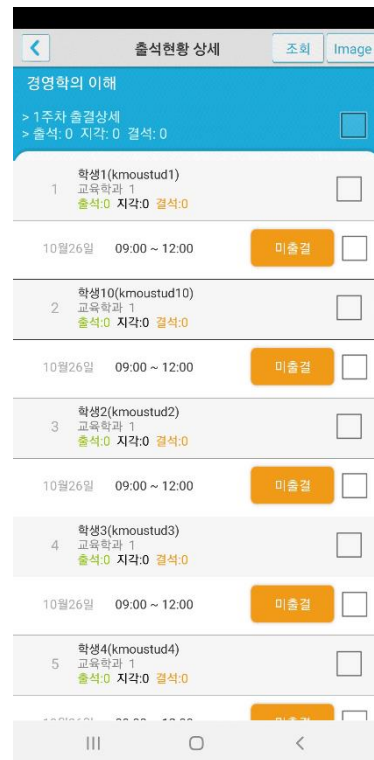 출석현황 상세
조회
Image
경영학의 이해
> 1주차 출결상세
> 출석: 0 지각: 0 결석: 0
1
학생1(kmoustud1)
교육학과 1
출석:0 지각:0 결석:0
10월26일 09:00 ~ 12:00 미출결
2
학생10(kmoustud10)
교육학과 1
출석:0 지각:0 결석:0
10월26일 09:00 ~ 12:00 미출결
3
학생2(kmoustud2)
교육학과 1
출석:0 지각:0 결석:0
10월26일 09:00 ~ 12:00 미출결
4
학생3(kmoustud3)
교육학과 1
출석:0 지각:0 결석:0
10월26일 09:00 ~ 12:00 미출결
5
학생4(kmoustud4)
교육학과 1
출석:0 지각:0 결석:0